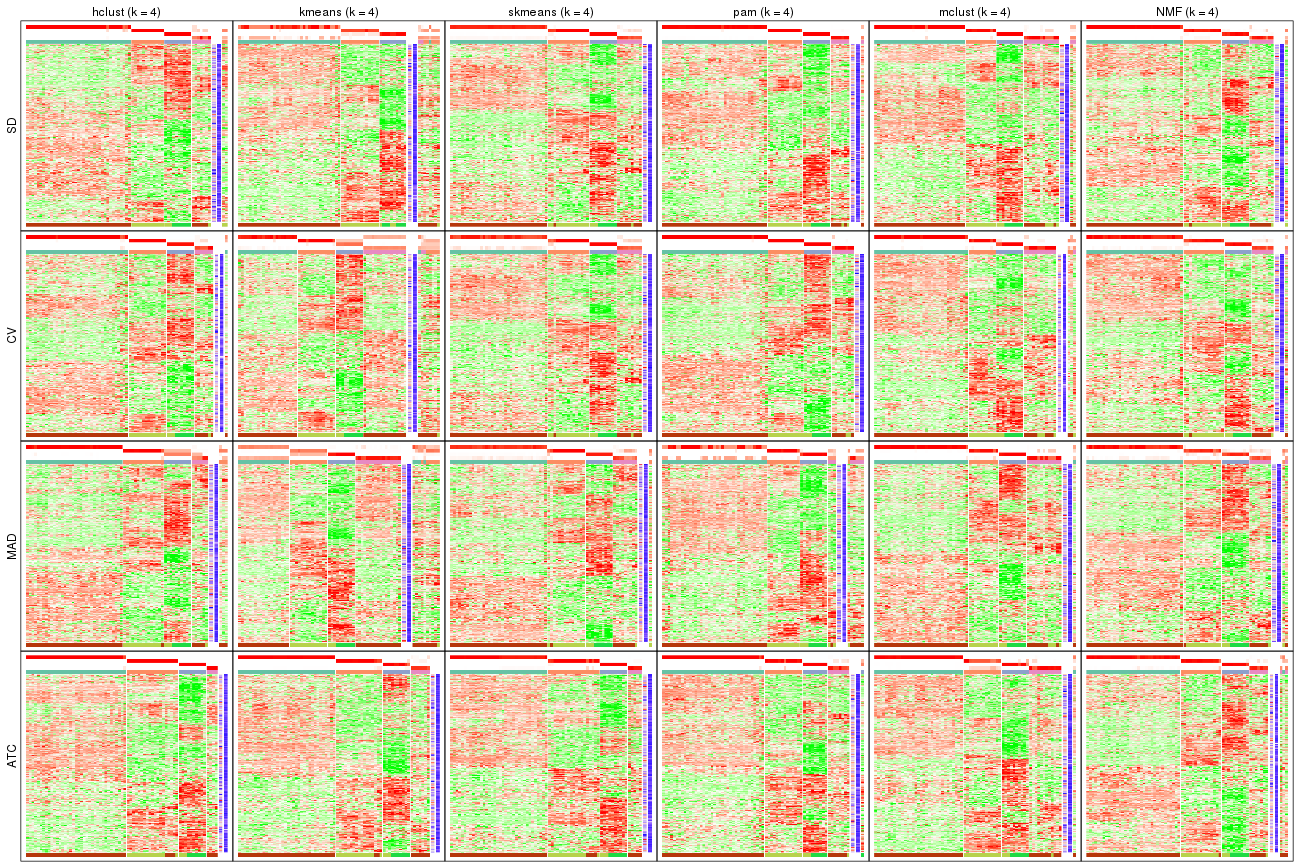 hclust (k = 4) kmeans (k = 4) skmeans (k = 4) pam (k = 4) mclust (k = 4) NMF (k = 4)
SD
CV
MAD
ATC